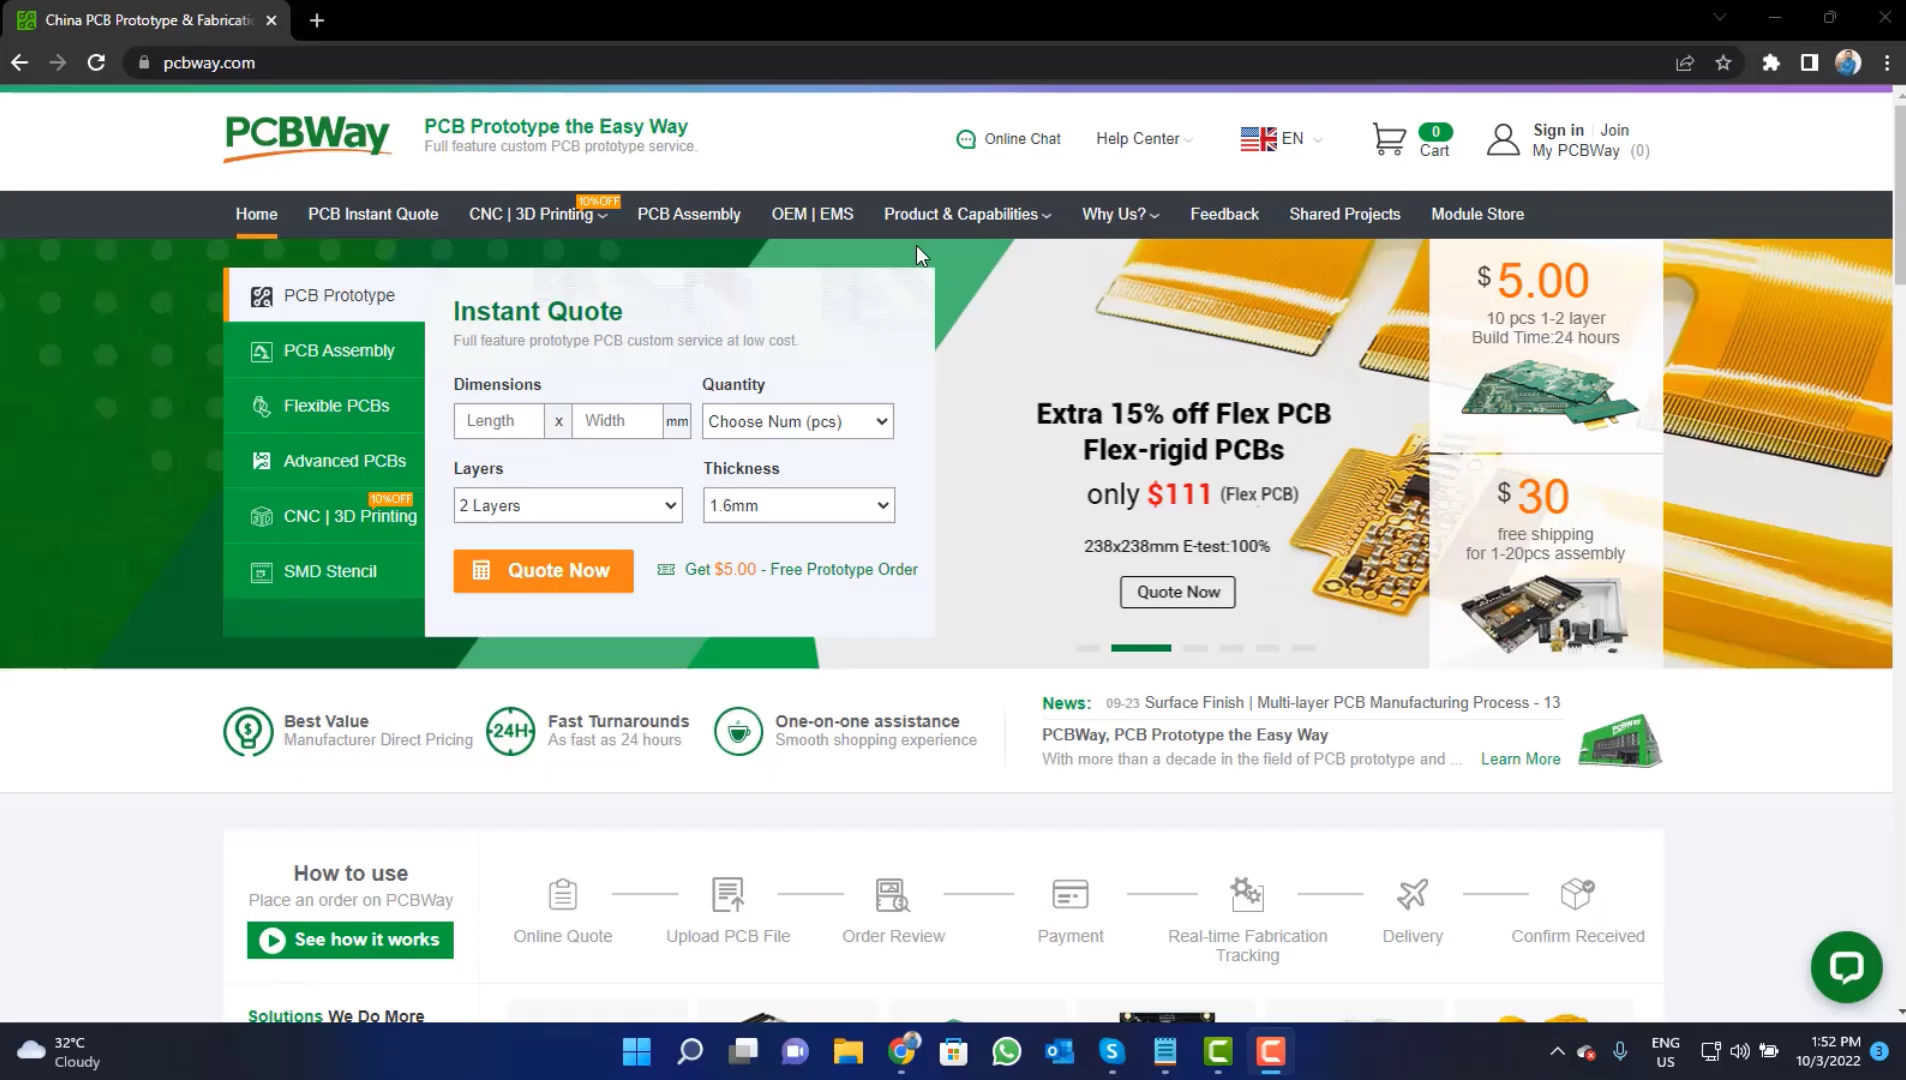 China PCB Prototype & Fabricati
pcbway.com
PCBWay
PCB Prototype the Easy Way
Full feature custom PCB prototype service.
Online Chat
Help Center
EN
0
Cart
Sign in | Join
My PCBWay (0)
Home
PCB Instant Quote
CNC | 3D Printing
10%OFF
PCB Assembly
OEM | EMS
Product & Capabilities
Why Us?
Feedback
Shared Projects
Module Store
PCB Prototype
PCB Assembly
Flexible PCBs
Advanced PCBs
10%OFF
CNC | 3D Printing
SMD Stencil
Instant Quote
Full feature prototype PCB custom service at low cost.
Dimensions
Quantity
Length x Width mm
Choose Num (pcs)
Layers
Thickness
2 Layers
1.6mm
Quote Now
Get $5.00 - Free Prototype Order
Extra 15% off Flex PCB
Flex-rigid PCBs
only $111 (Flex PCB)
238x238mm E-test:100%
Quote Now
$ 5.00
10 pcs 1-2 layer
Build Time:24 hours
$ 30
free shipping
for 1-20pcs assembly
Best Value
Manufacturer Direct Pricing
24H
Fast Turnarounds
As fast as 24 hours
One-on-one assistance
Smooth shopping experience
News: 09-23 Surface Finish | Multi-layer PCB Manufacturing Process - 13
PCBWay, PCB Prototype the Easy Way
With more than a decade in the field of PCB prototype and ... Learn More
How to use
Place an order on PCBWay
See how it works
Online Quote
Upload PCB File
Order Review
Payment
Real-time Fabrication
Tracking
Delivery
Confirm Received
Solutions We Do More
32°C
Cloudy
ENG
US
1:52 PM
10/3/2022
3